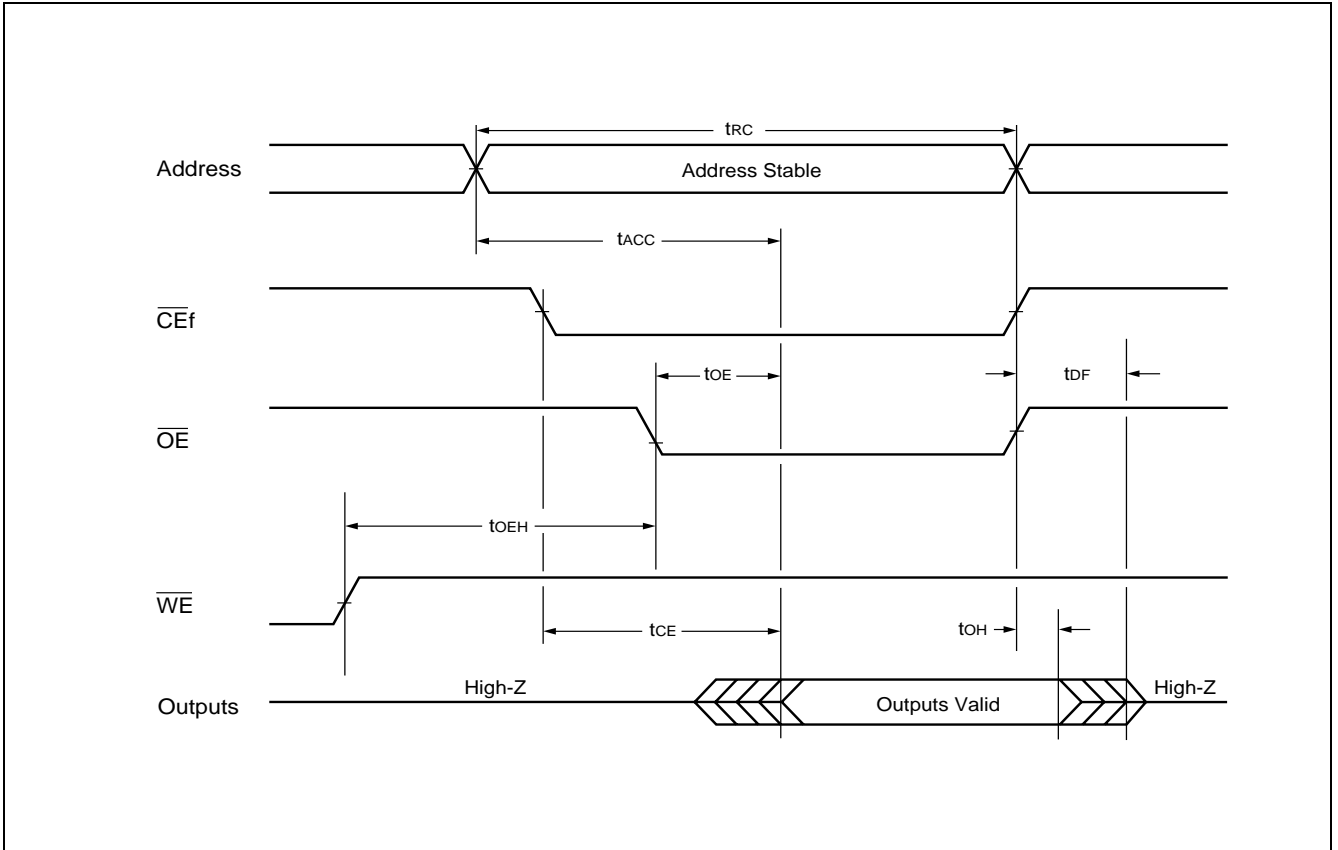 tRC
Address
Address Stable
tACC
CEf
tOE
tDF
OE
tOEH
WE
tCE
tOH
High-Z
High-Z
Outputs
Outputs Valid